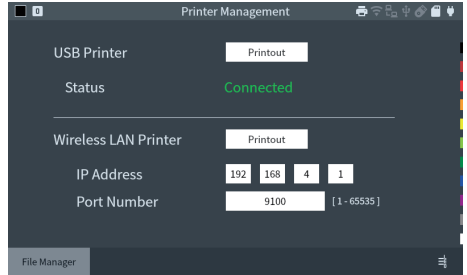 0
Printer Management
USB Printer
Printout
Status
Connected
Wireless LAN Printer
Printout
IP Address
192 168 4 1
Port Number
9100 [ 1 - 65535 ]
File Manager